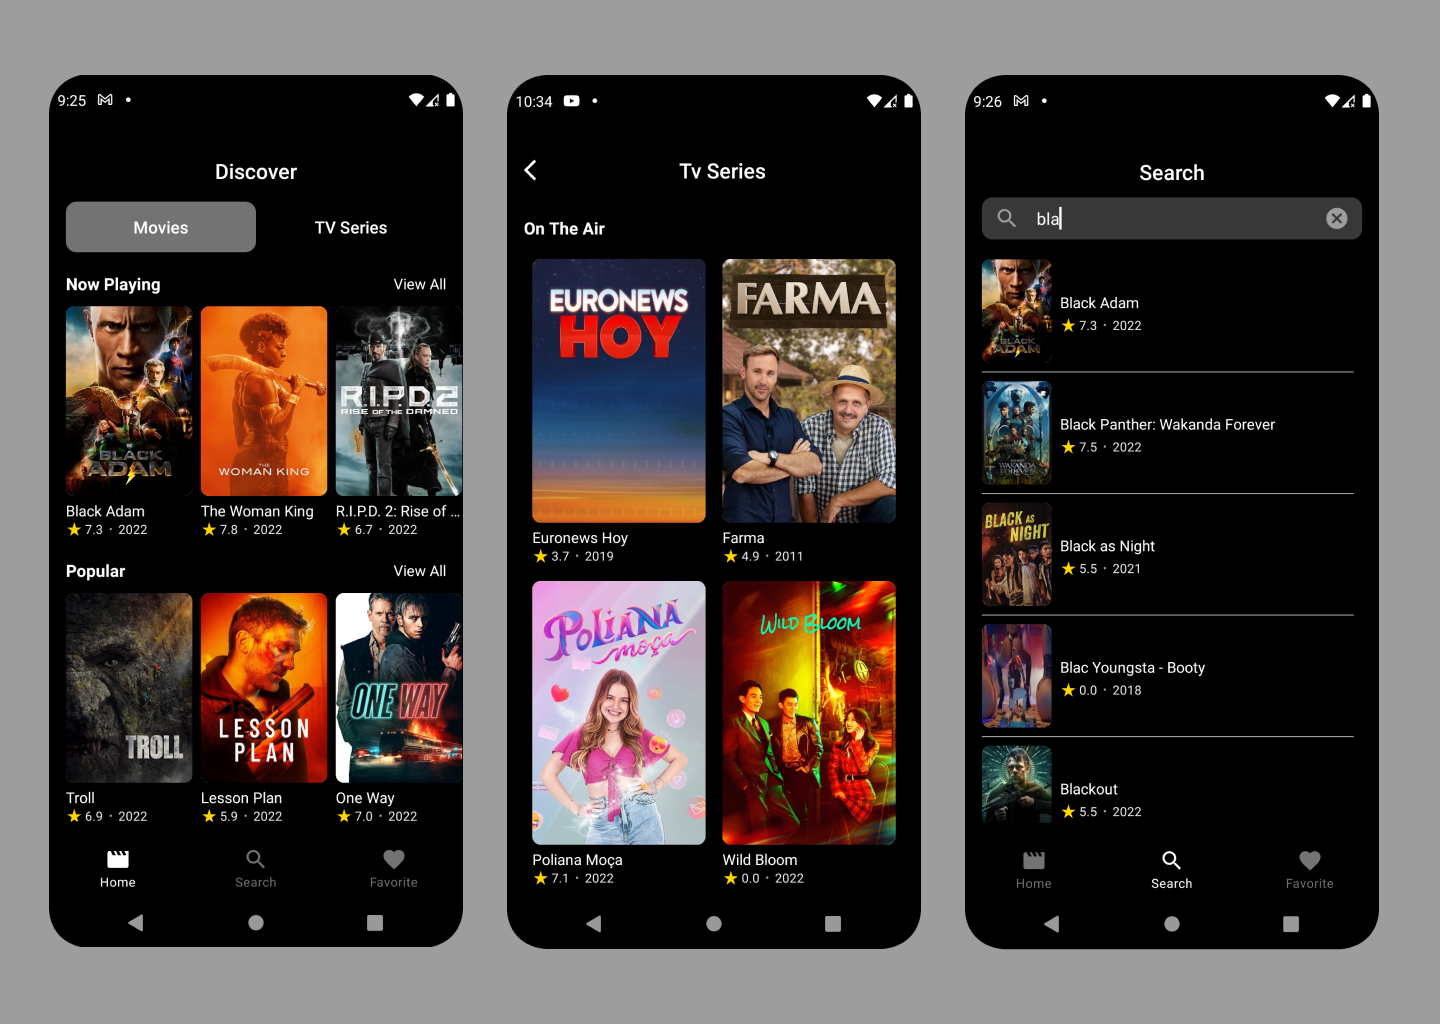 9:25
Discover
Movies
TV Series
Now Playing
View All
BLACK
ADAM
THE
WOMAN KING
R.I.P.D.2
RISE OF THE DAMNED
Black Adam
7.3 · 2022
The Woman King
7.8 · 2022
R.I.P.D. 2: Rise of ...
6.7 · 2022
Popular
View All
TROLL
LESSON
PLAN
ONE WAY
Troll
6.9 · 2022
Lesson Plan
5.9 · 2022
One Way
7.0 · 2022
Home
Search
Favorite
10:34
Tv Series
On The Air
EURONEWS
HOY
FARMA
Euronews Hoy
3.7 · 2019
Farma
4.9 · 2011
POLIANA
moça
WILD BLOOM
Poliana Moça
7.1 · 2022
Wild Bloom
0.0 · 2022
9:26
Search
bla
BLACK
ADAM
Black Adam
7.3 · 2022
WAKANDA
FOREVER
Black Panther: Wakanda Forever
7.5 · 2022
BLACK AS
NIGHT
Black as Night
5.5 · 2021
Blac Youngsta - Booty
0.0 · 2018
Blackout
5.5 · 2022
Home
Search
Favorite